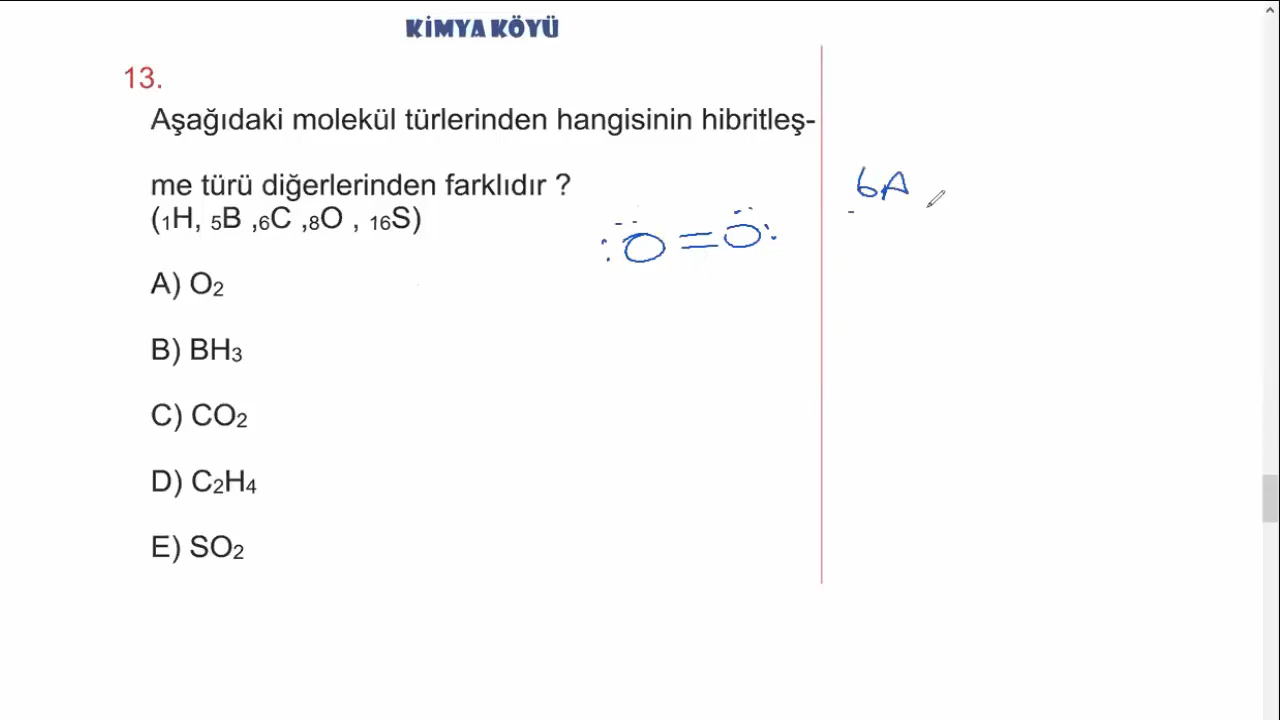 KİMYA KÖYÜ
13.
Aşağıdaki molekül türlerinden hangisinin hibritleş-
me türü diğerlerinden farklıdır ?
(₁H, ₅B ,₆C ,₈O , ₁₆S)
:O=O:
6A
A) O₂
B) BH₃
C) CO₂
D) C₂H₄
E) SO₂